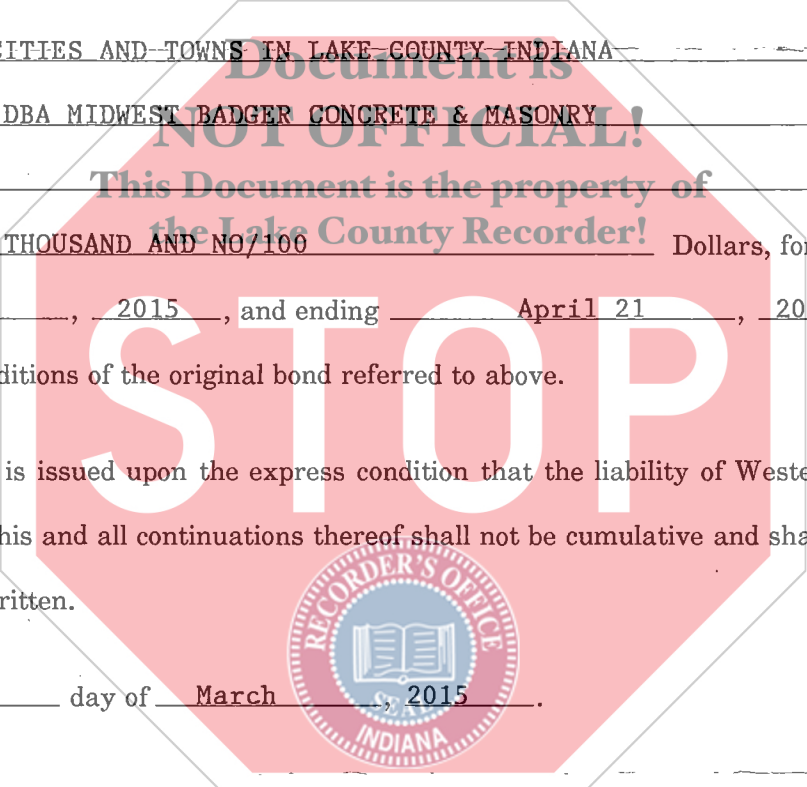 CITIES AND TOWNS IN LAKE COUNTY INDIANA
Document is
DBA MIDWEST BADGER CONCRETE & MASONRY
NOT OFFICIAL!
This Document is the property of
the Lake County Recorder!
THOUSAND AND NO/100 Dollars, for
, 2015 , and ending April 21 , 20
STOP
ditions of the original bond referred to above.
is issued upon the express condition that the liability of Weste
his and all continuations thereof shall not be cumulative and sha
ritten.
RECORDER'S OFFICE
day of March , 2015 .
SEAL
INDIANA